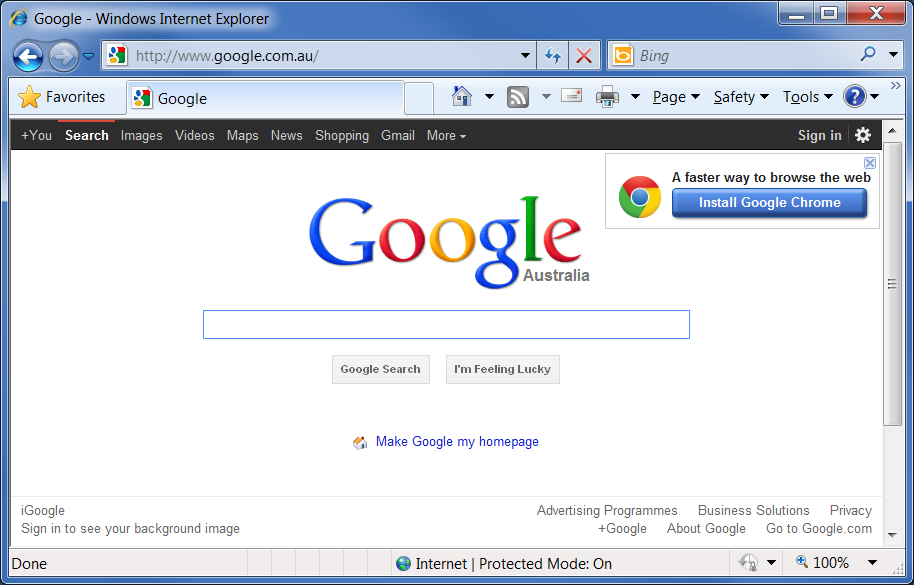 Google - Windows Internet Explorer
http://www.google.com.au/
Bing
Favorites
Google
Page
Safety
Tools
+You Search Images Videos Maps News Shopping Gmail More
Sign in
A faster way to browse the web
Install Google Chrome
Google
Australia
Google Search
I'm Feeling Lucky
Make Google my homepage
iGoogle
Advertising Programmes Business Solutions Privacy
Sign in to see your background image
+Google About Google Go to Google.com
Done
Internet | Protected Mode: On
100%